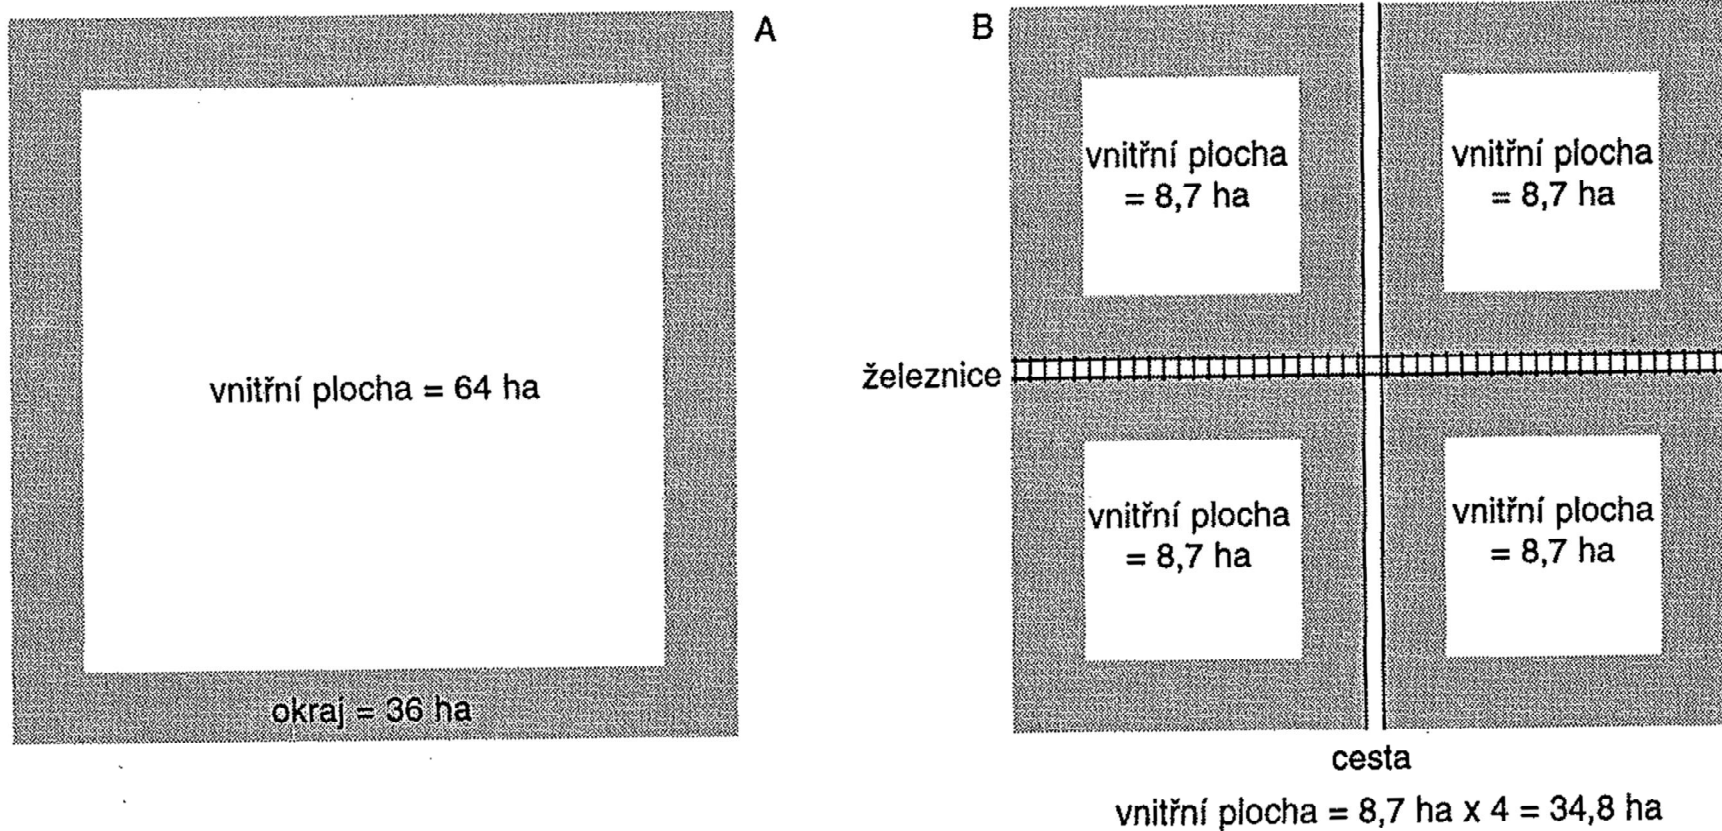 A
vnitřní plocha = 64 ha
okraj = 36 ha
B
vnitřní plocha
= 8,7 ha
vnitřní plocha
= 8,7 ha
železnice
vnitřní plocha
= 8,7 ha
vnitřní plocha
= 8,7 ha
cesta
vnitřní plocha = 8,7 ha x 4 = 34,8 ha